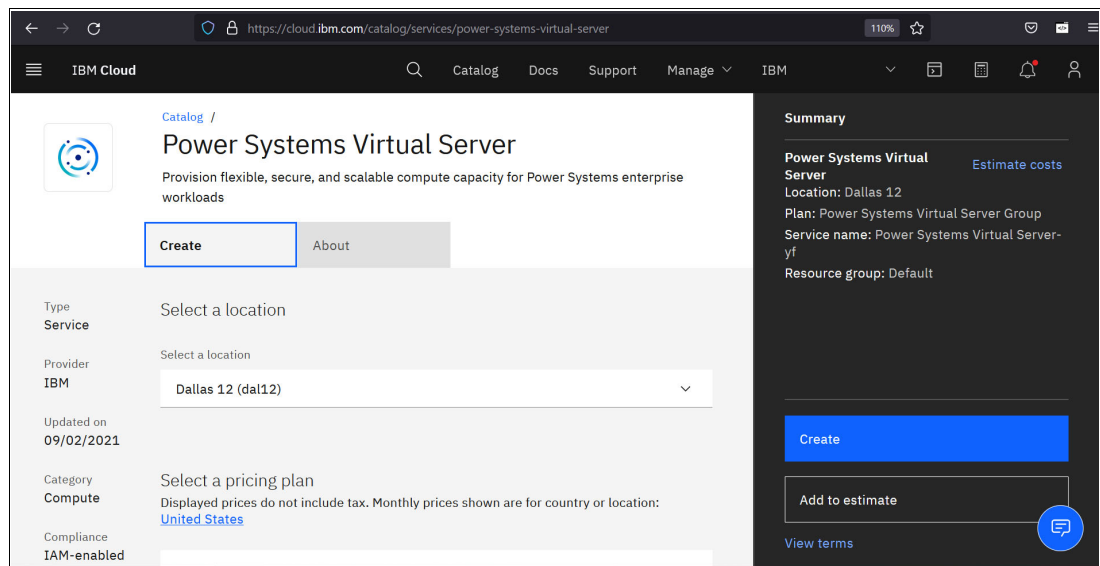 https://cloud.ibm.com/catalog/services/power-systems-virtual-server
110%
IBM Cloud
Catalog
Docs
Support
Manage
IBM
Catalog /
Power Systems Virtual Server
Provision flexible, secure, and scalable compute capacity for Power Systems enterprise
workloads
Create
About
Type
Service
Provider
IBM
Updated on
09/02/2021
Category
Compute
Compliance
IAM-enabled
Select a location
Select a location
Dallas 12 (dal12)
Select a pricing plan
Displayed prices do not include tax. Monthly prices shown are for country or location:
United States
Summary
Power Systems Virtual
Server
Estimate costs
Location: Dallas 12
Plan: Power Systems Virtual Server Group
Service name: Power Systems Virtual Server-
yf
Resource group: Default
Create
Add to estimate
View terms